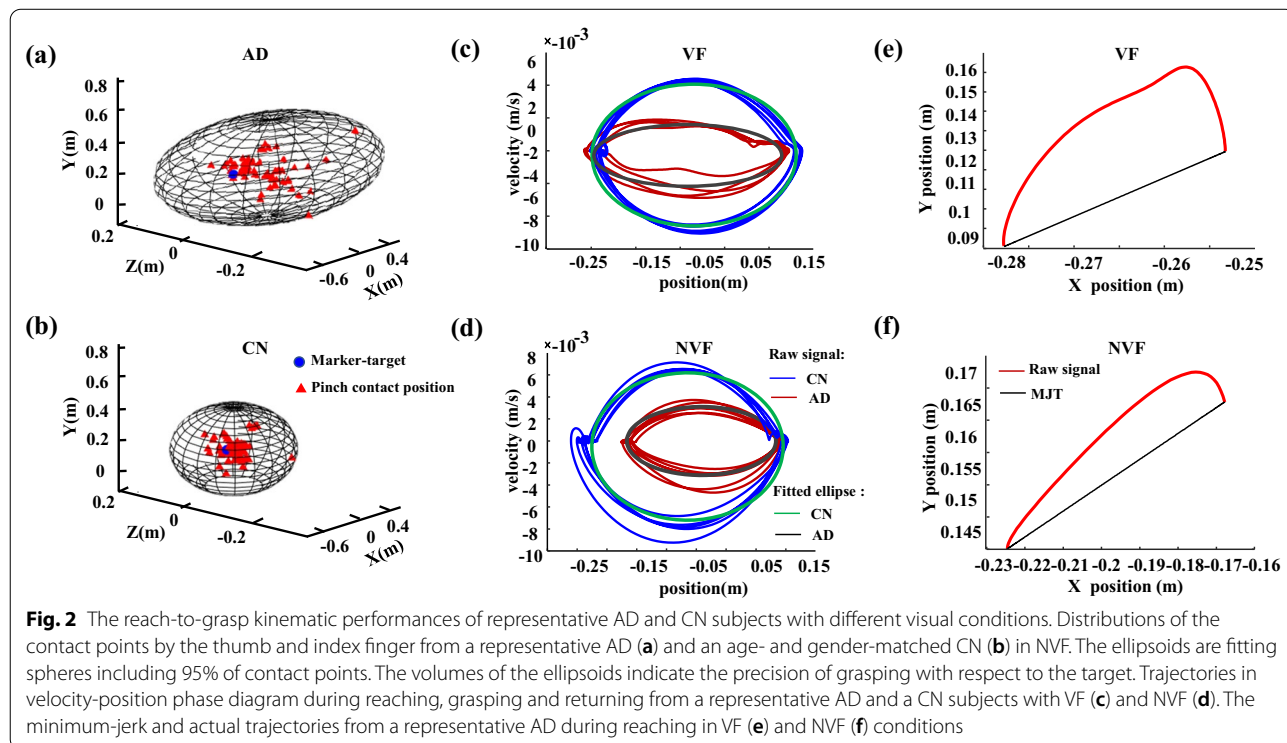 (a)
AD
Y(m)
0.8
0.6
0.4
0.2
0
0.2
Z(m)
0
-0.2
-0.6
X(m)
0
0.4
(b)
CN
Marker-target
Pinch contact position
Y(m)
0.8
0.6
0.4
0.2
0
0.2
Z(m)
0
-0.2
-0.6
X(m)
0
0.4
(c)
×10⁻³
VF
velocity (m/s)
6
4
2
0
-2
-4
-6
-8
-10
-0.25 -0.15 -0.05 0.05 0.15
position(m)
(d)
×10⁻³
NVF
velocity (m/s)
8
6
4
2
0
-2
-4
-6
-8
-10
-0.25 -0.15 -0.05 0.05 0.15
position(m)
Raw signal:
CN
AD
Fitted ellipse :
CN
AD
(e)
VF
Y position (m)
0.16
0.15
0.14
0.13
0.12
0.11
0.1
0.09
-0.28 -0.27 -0.26 -0.25
X position (m)
(f)
NVF
Raw signal
MJT
Y position (m)
0.17
0.165
0.16
0.155
0.15
0.145
-0.23 -0.22 -0.21 -0.2 -0.19 -0.18 -0.17 -0.16
X position (m)
Fig. 2 The reach-to-grasp kinematic performances of representative AD and CN subjects with different visual conditions. Distributions of the
contact points by the thumb and index finger from a representative AD (a) and an age- and gender-matched CN (b) in NVF. The ellipsoids are fitting
spheres including 95% of contact points. The volumes of the ellipsoids indicate the precision of grasping with respect to the target. Trajectories in
velocity-position phase diagram during reaching, grasping and returning from a representative AD and a CN subjects with VF (c) and NVF (d). The
minimum-jerk and actual trajectories from a representative AD during reaching in VF (e) and NVF (f) conditions